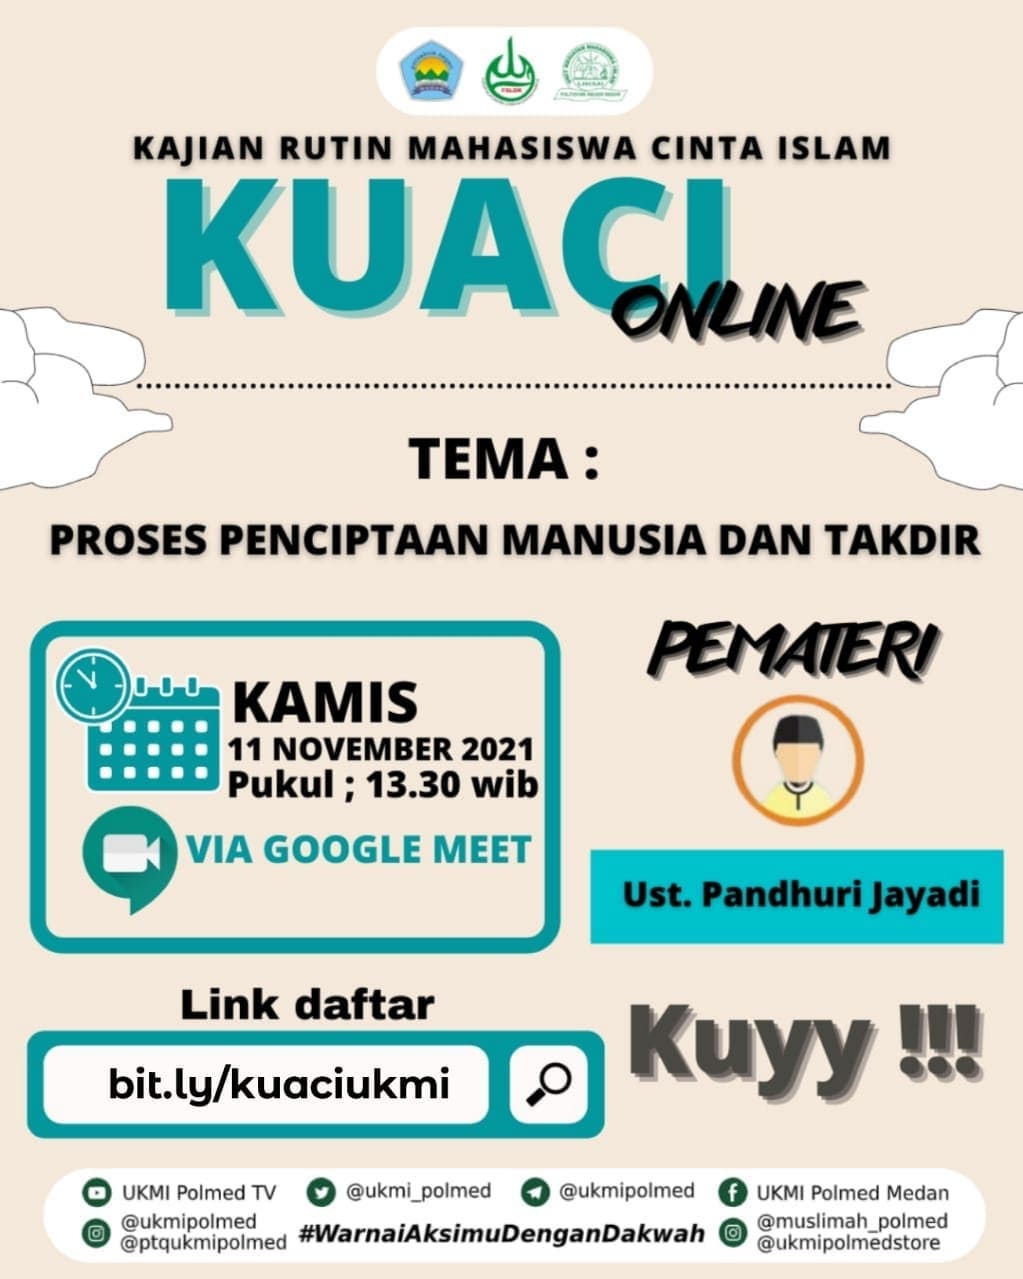 KAJIAN RUTIN MAHASISWA CINTA ISLAM
KUACI
ONLINE
TEMA :
PROSES PENCIPTAAN MANUSIA DAN TAKDIR
KAMIS
11 NOVEMBER 2021
Pukul ; 13.30 wib
VIA GOOGLE MEET
PEMATERI
Ust. Pandhuri Jayadi
Link daftar
bit.ly/kuaciukmi
Kuyy !!!
UKMI Polmed TV
@ukmi_polmed
@ukmipolmed
UKMI Polmed Medan
@ukmipolmed
@ptqukmipolmed
#WarnaiAksimuDenganDakwah
@muslimah_polmed
@ukmipolmedstore